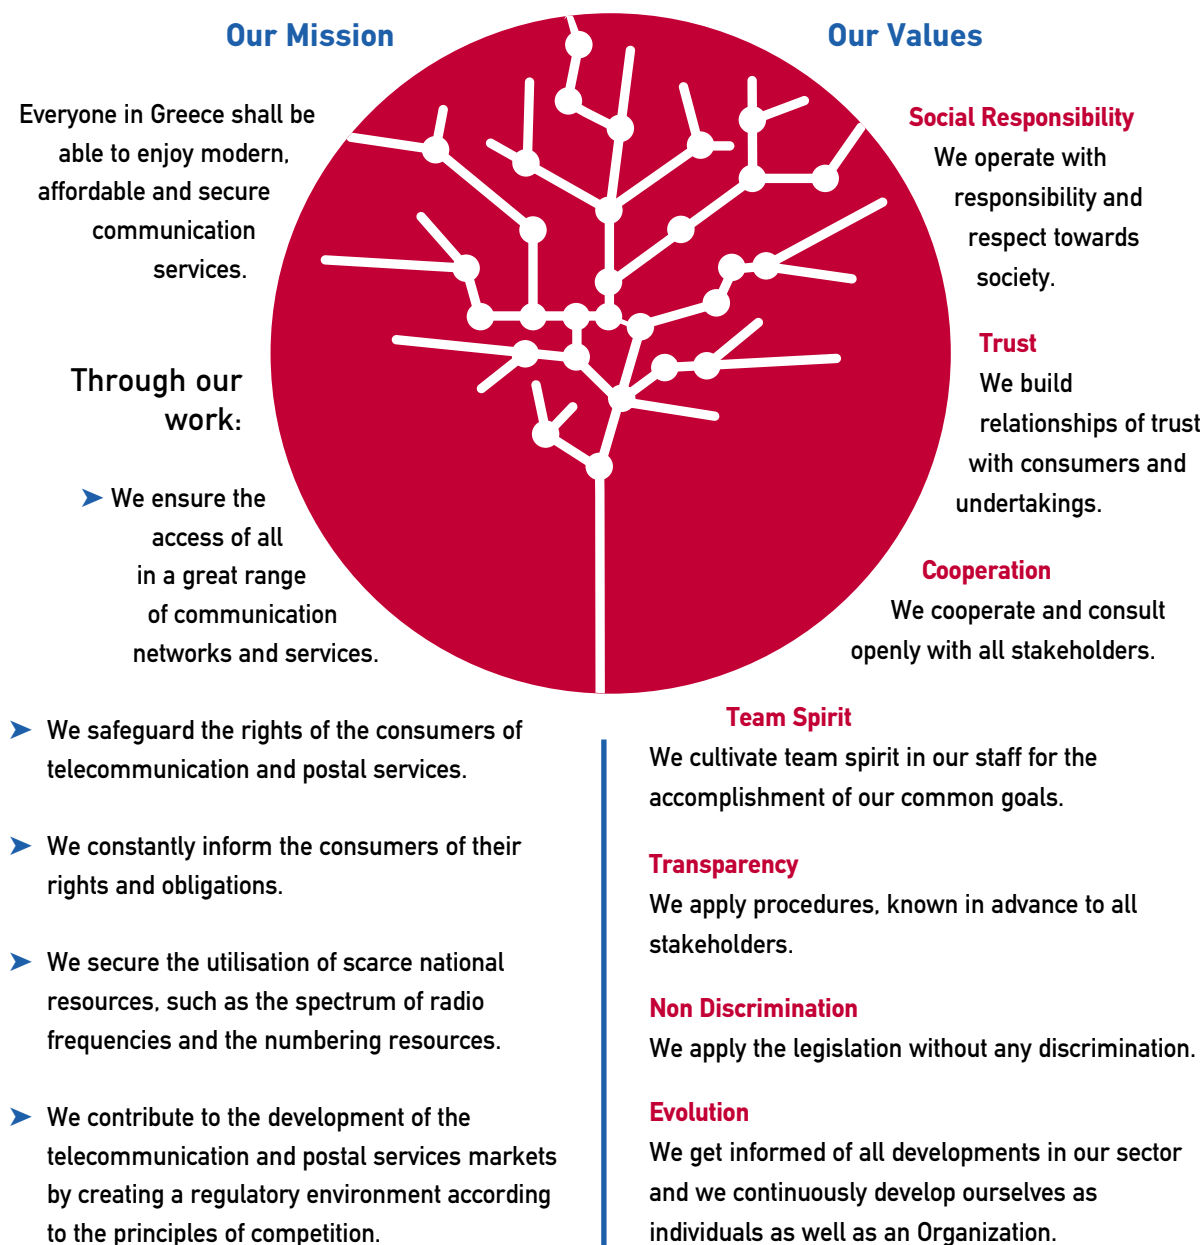 Our Mission
Everyone in Greece shall be
able to enjoy modern,
affordable and secure
communication
services.
Through our
work:
➤ We ensure the
access of all
in a great range
of communication
networks and services.
➤ We safeguard the rights of the consumers of
telecommunication and postal services.
➤ We constantly inform the consumers of their
rights and obligations.
➤ We secure the utilisation of scarce national
resources, such as the spectrum of radio
frequencies and the numbering resources.
➤ We contribute to the development of the
telecommunication and postal services markets
by creating a regulatory environment according
to the principles of competition.
Our Values
Social Responsibility
We operate with
responsibility and
respect towards
society.
Trust
We build
relationships of trust
with consumers and
undertakings.
Cooperation
We cooperate and consult
openly with all stakeholders.
Team Spirit
We cultivate team spirit in our staff for the
accomplishment of our common goals.
Transparency
We apply procedures, known in advance to all
stakeholders.
Non Discrimination
We apply the legislation without any discrimination.
Evolution
We get informed of all developments in our sector
and we continuously develop ourselves as
individuals as well as an Organization.